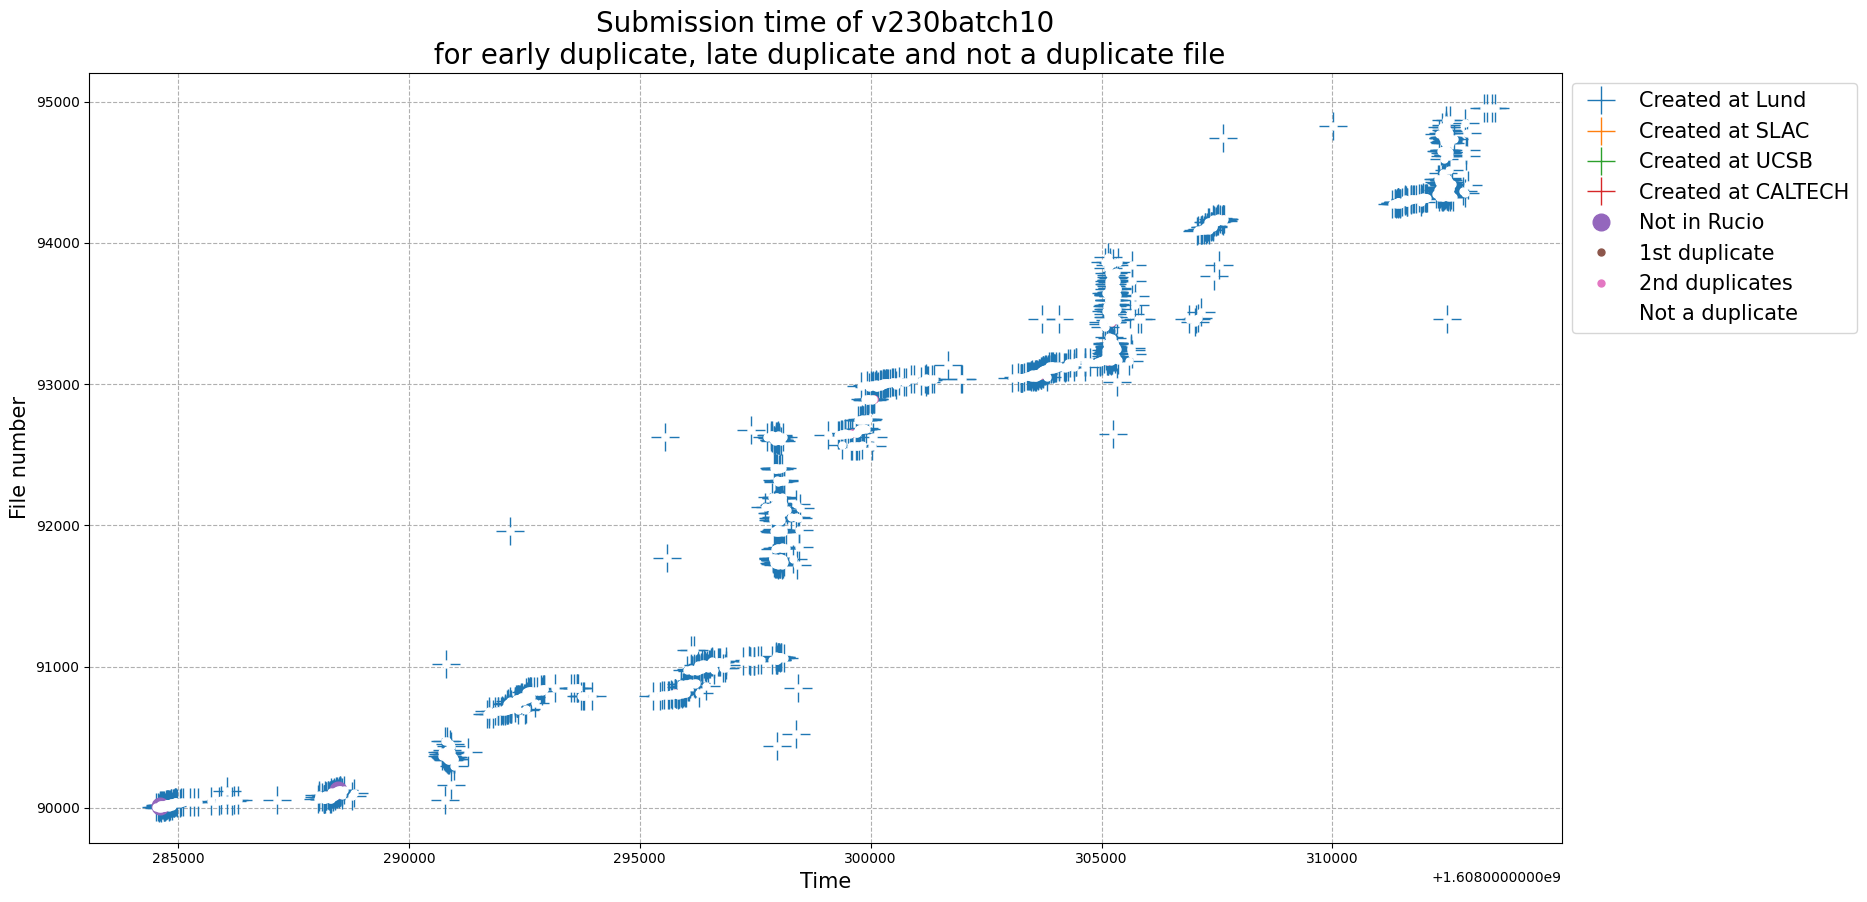 Submission time of v230batch10
for early duplicate, late duplicate and not a duplicate file
Created at Lund
Created at SLAC
Created at UCSB
Created at CALTECH
Not in Rucio
1st duplicate
2nd duplicates
Not a duplicate
File number
95000
94000
93000
92000
91000
90000
285000
290000
295000
300000
305000
310000
Time
+1.6080000000e9